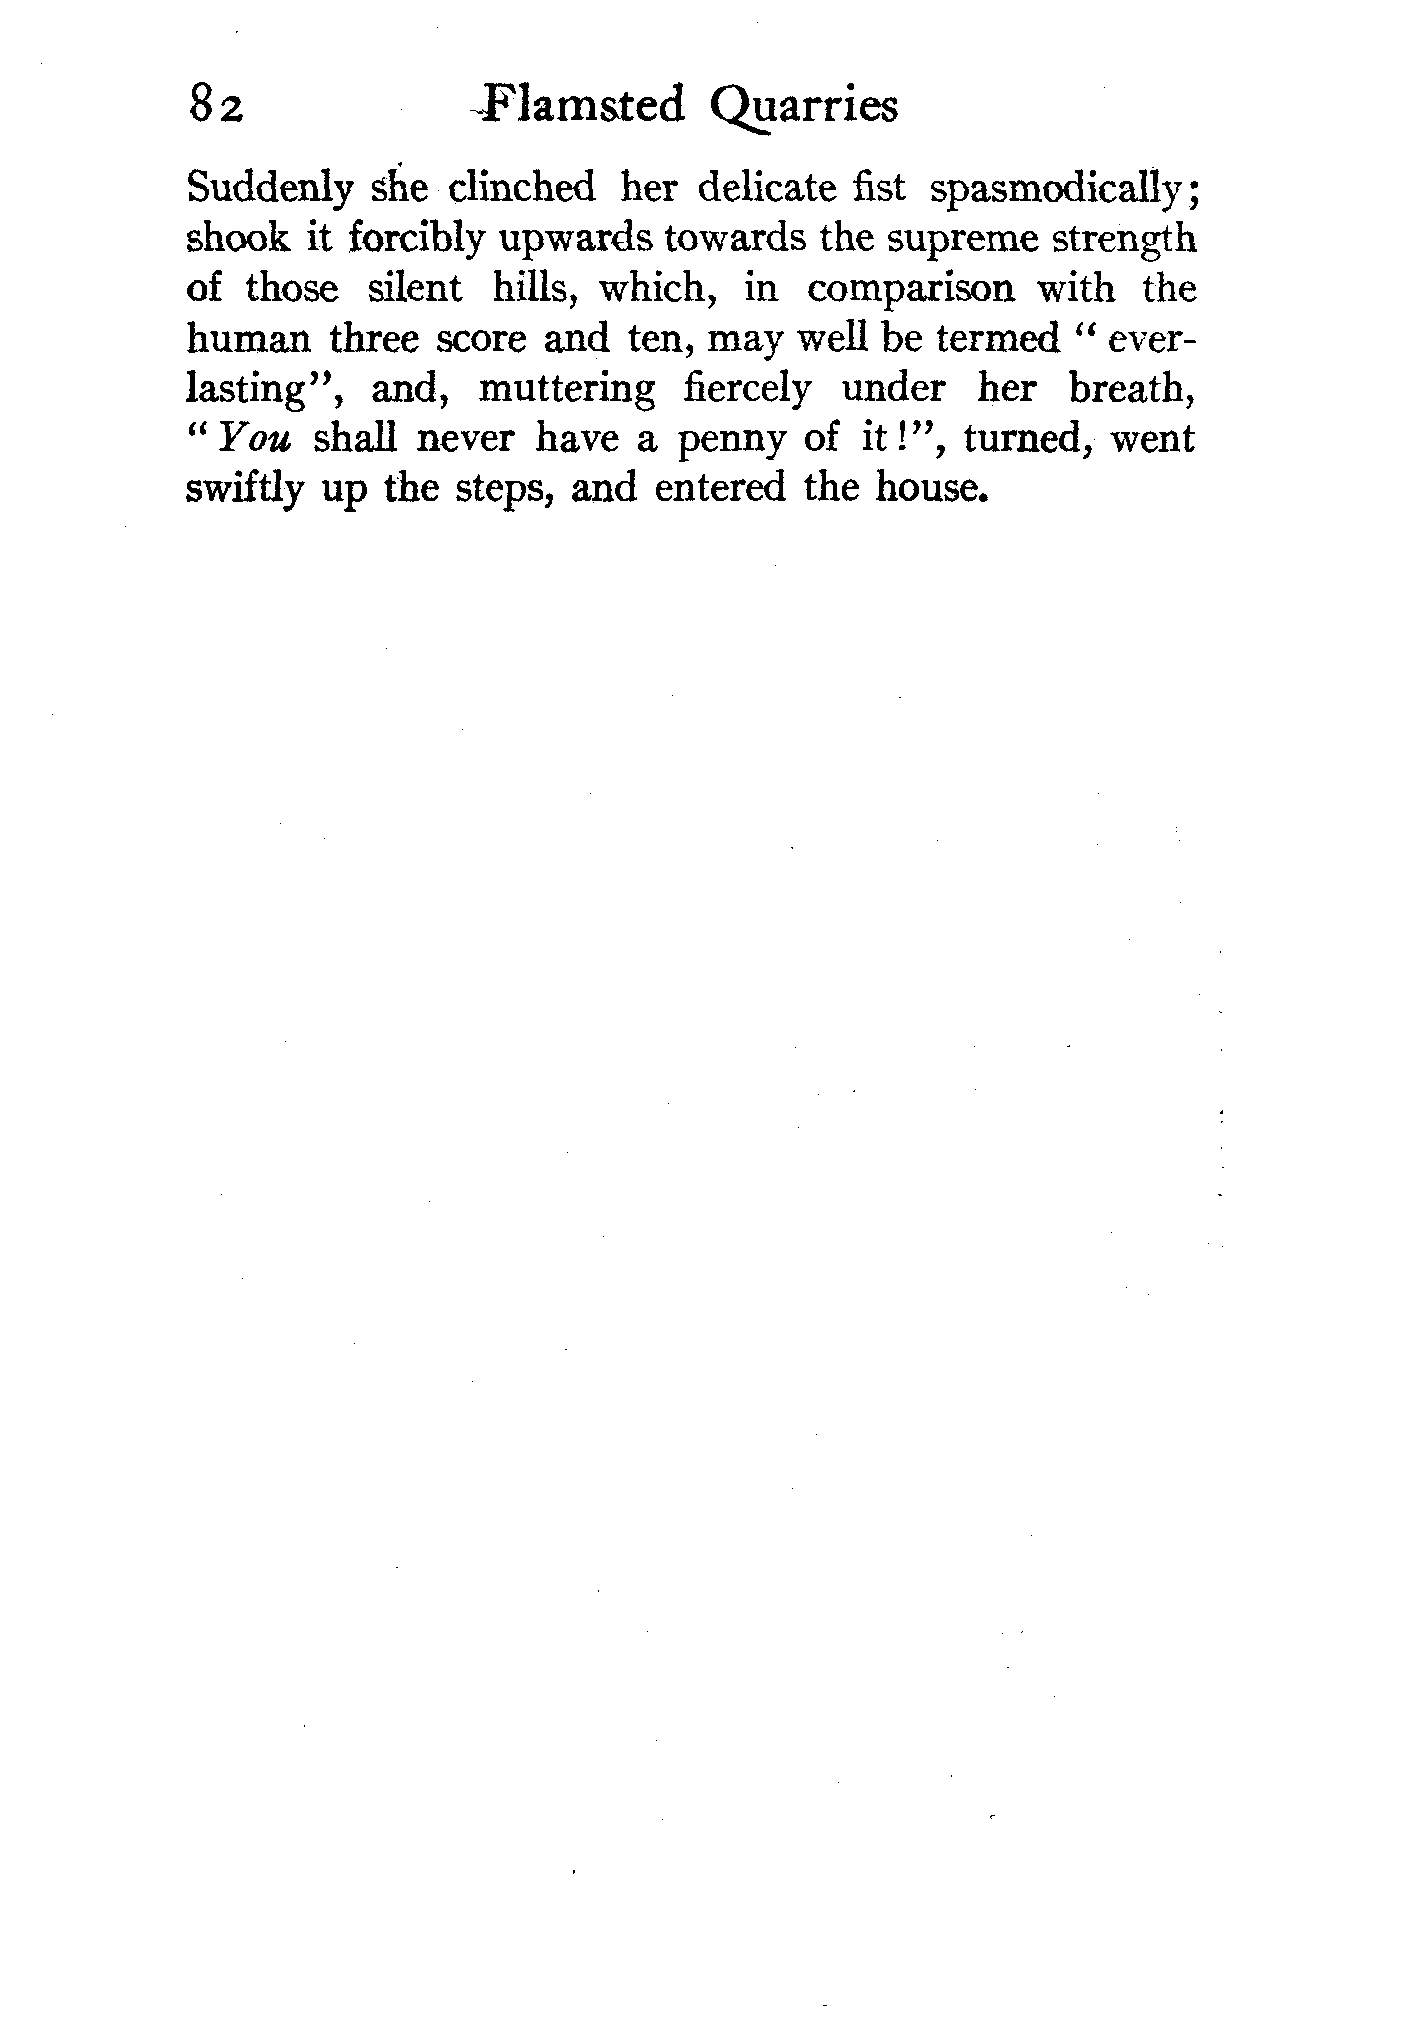 82 Flamsted Quarries
Suddenly she clinched her delicate fist spasmodically;
shook it forcibly upwards towards the supreme strength
of those silent hills, which, in comparison with the
human three score and ten, may well be termed " ever-
lasting", and, muttering fiercely under her breath,
" You shall never have a penny of it!", turned, went
swiftly up the steps, and entered the house.